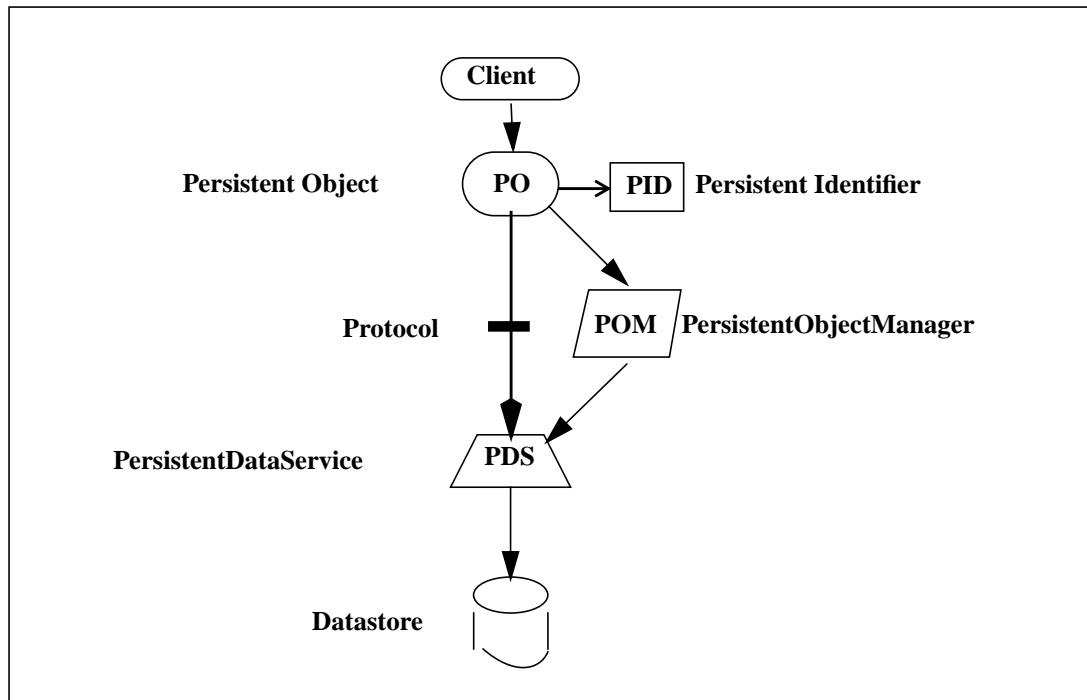 Client
Persistent Object
PO
PID
Persistent Identifier
Protocol
POM
PersistentObjectManager
PersistentDataService
PDS
Datastore